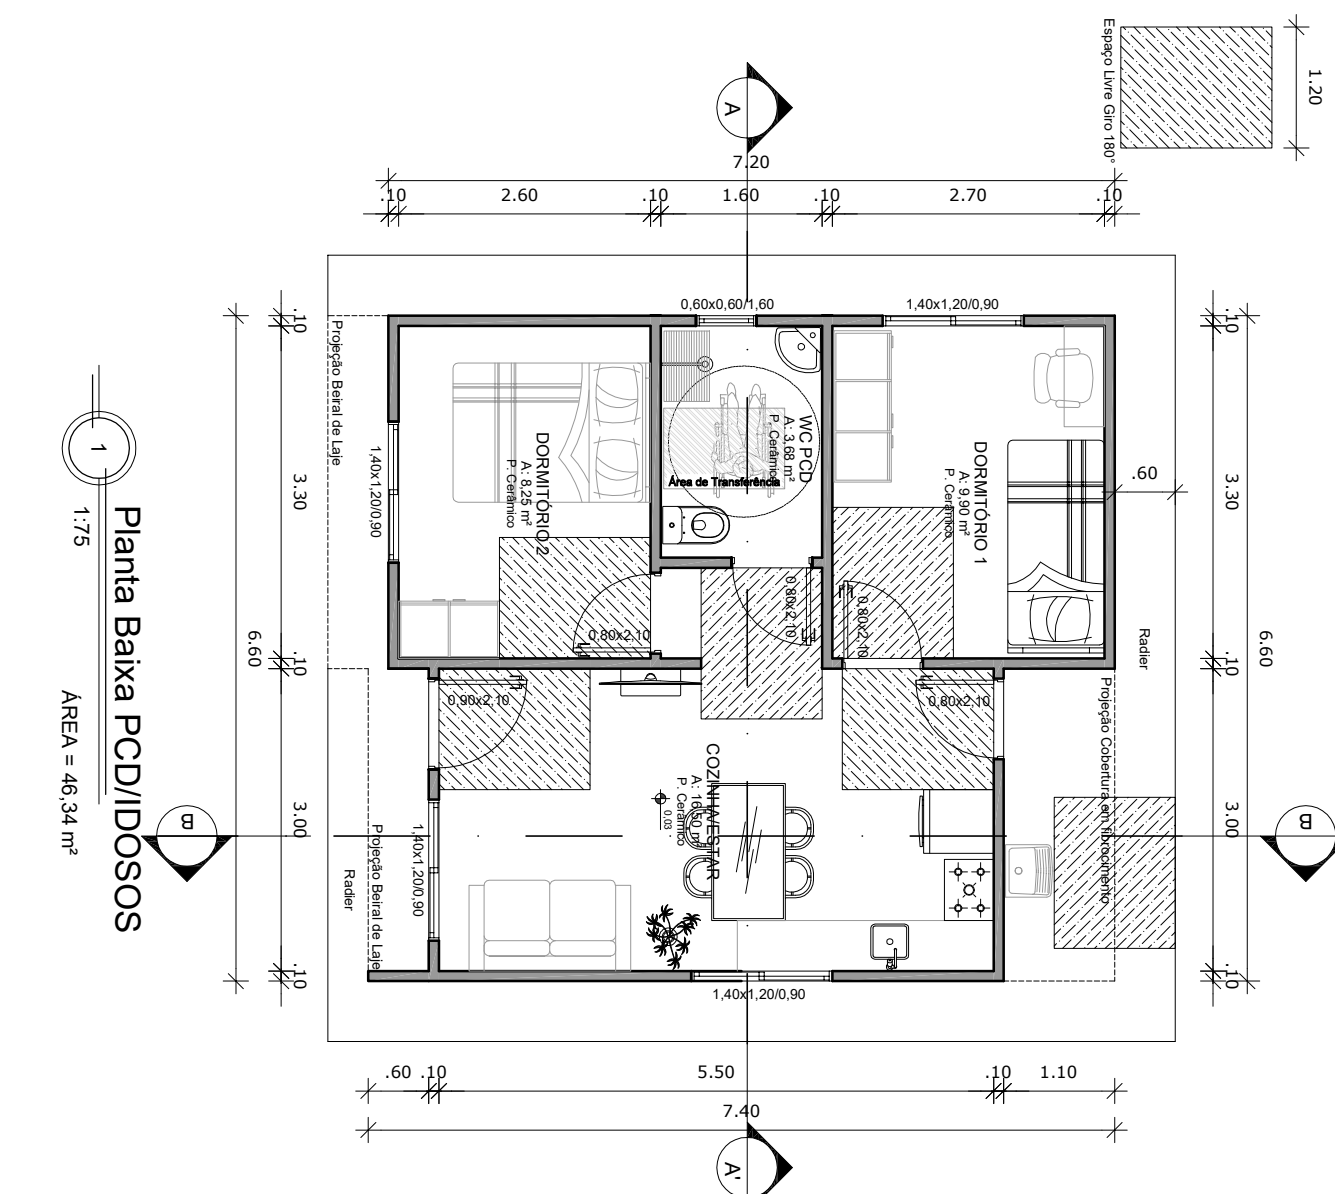 Espaço Livre Giro 180°
1.20
A
7.20
.10
2.60
.10
1.60
.10
2.70
.10
0,60x0,60/1,60
1,40x1,20/0,90
.10
3.30
.10
3.00
.10
6.60
Projeção Beiral de Laje
1,40x1,20/0,90
DORMITÓRIO 2
A: 8,25 m²
P. Cerâmico
0,80x2,10
WC PCD
A: 3,68 m²
P. Cerâmico
Área de Transferência
0,80x2,10
DORMITÓRIO 1
A: 9,90 m²
P. Cerâmico
0,80x2,10
.60
Radier
.10
3.30
.10
3.00
.10
6.60
1
Planta Baixa PCD/IDOSOS
1:75
ÁREA = 46,34 m²
0,90x2,10
0,80x2,10
COZINHA/ESTAR
A: 16,50 m²
P. Cerâmico
0,03
Projeção Cobertura em fibrocimento
B
B
1,40x1,20/0,90
Projeção Beiral de Laje
Radier
1,40x1,20/0,90
.60
.10
5.50
.10
1.10
7.40
A'